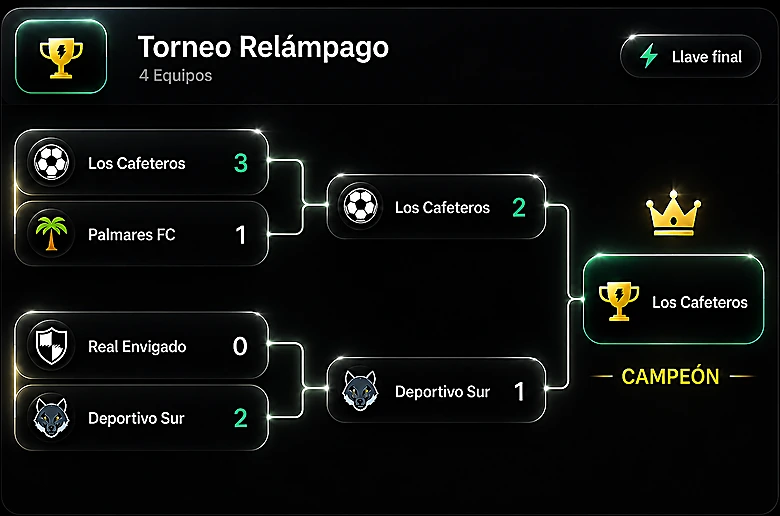 Torneo Relámpago
4 Equipos
Llave final
Los Cafeteros 3
Palmares FC 1
Real Envigado 0
Deportivo Sur 2
Los Cafeteros 2
Deportivo Sur 1
Los Cafeteros
CAMPEÓN